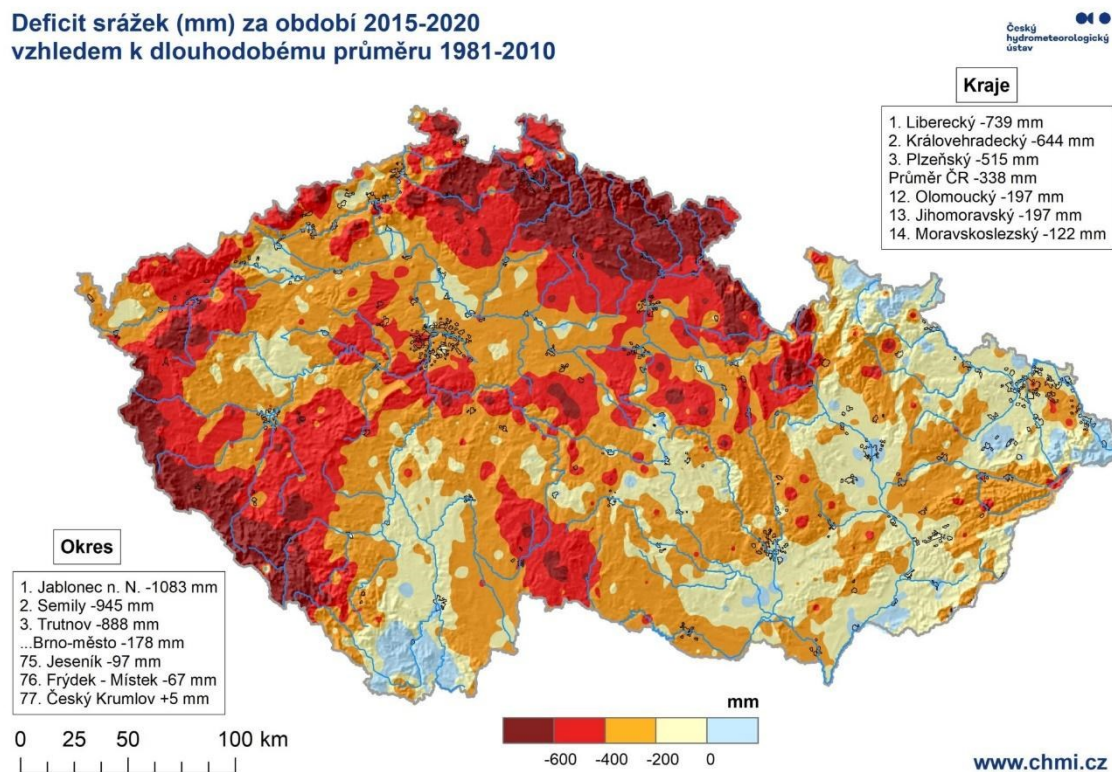 Deficit srážek (mm) za období 2015-2020
vzhledem k dlouhodobému průměru 1981-2010
Český
hydrometeorologický
ústav
Kraje
1. Liberecký -739 mm
2. Královehradecký -644 mm
3. Plzeňský -515 mm
Průměr ČR -338 mm
12. Olomoucký -197 mm
13. Jihomoravský -197 mm
14. Moravskoslezský -122 mm
Okres
1. Jablonec n. N. -1083 mm
2. Semily -945 mm
3. Trutnov -888 mm
...Brno-město -178 mm
75. Jeseník -97 mm
76. Frýdek - Místek -67 mm
77. Český Krumlov +5 mm
0 25 50 100 km
mm
-600 -400 -200 0
www.chmi.cz